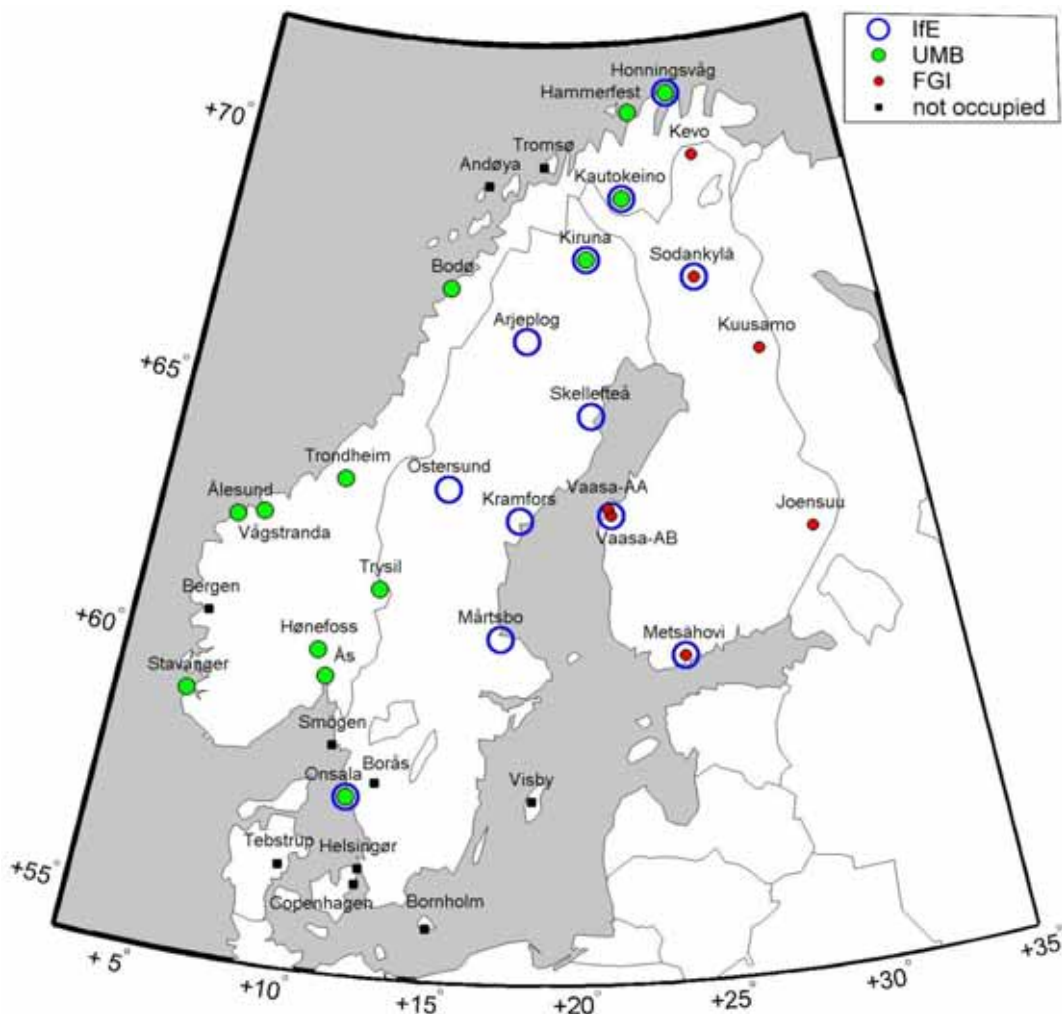 IfE
UMB
FGI
not occupied
+70°
+65°
+60°
+55°
Honningsvåg
Hammerfest
Kevo
Tromsø
Andøya
Kautokeino
Kiruna
Sodankylä
Bodø
Arjeplog
Kuusamo
Skellefteå
Trondheim
Östersund
Ålesund
Kramfors
Vaasa-AA
Joensuu
Vågstranda
Vaasa-AB
Trysil
Bergen
Hønefoss
Mårtsbo
Metsähovi
Ås
Stavanger
Smögen
Onsala
Borås
Visby
Tebstrup
Helsingør
Copenhagen
Bornholm
+ 5°
+10°
+15°
+20°
+25°
+30°
+35°